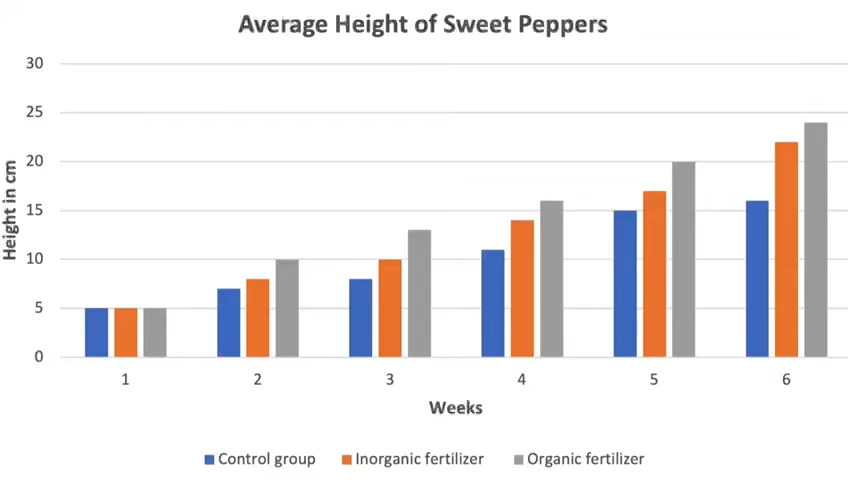 Average Height of Sweet Peppers
30
25
20
15
10
5
0
Height in cm
1 2 3 4 5 6
Weeks
Control group Inorganic fertilizer Organic fertilizer